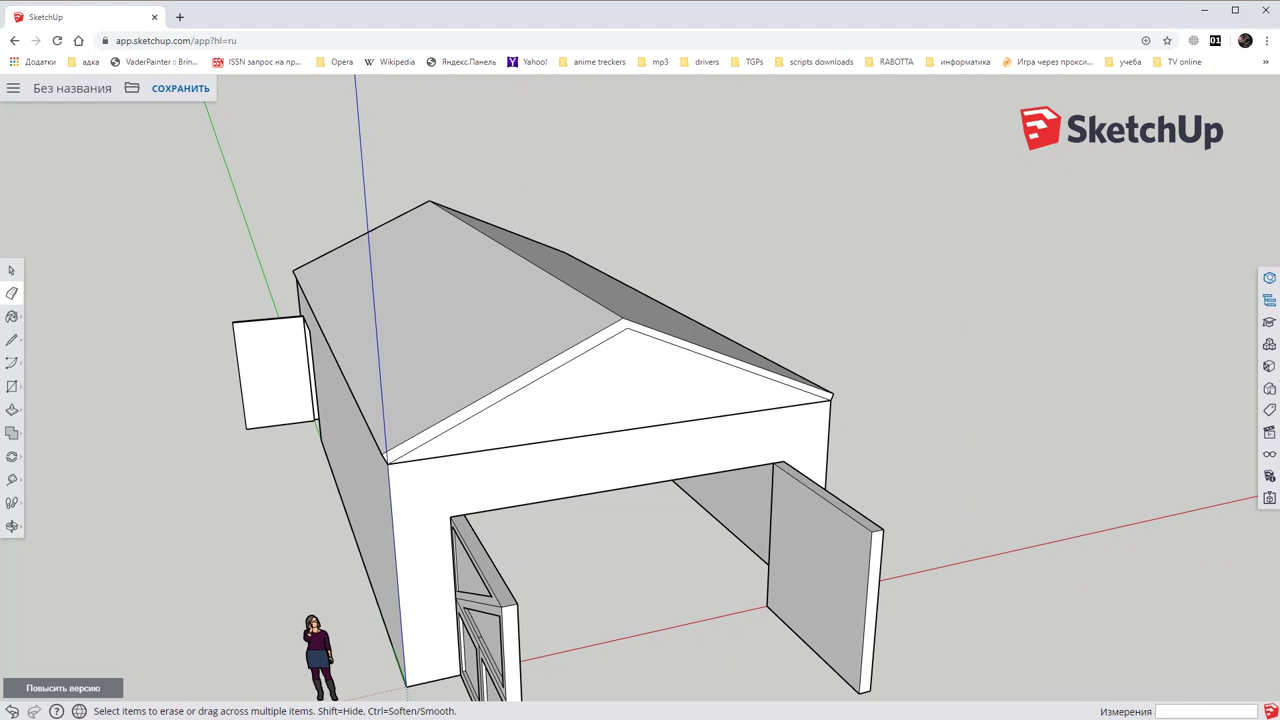 SketchUp
app.sketchup.com/app?hl=ru
01
Додатки адка VaderPainter :: Brin... ISSN запрос на пр... Opera Wikipedia Яндекс.Панель Yahoo! anime treckers mp3 drivers TGPs scripts downloads RABOTTA информатика Игра через прокси... учеба TV online »
Без названия СОХРАНИТЬ
SketchUp
Повысить версию
Select items to erase or drag across multiple items. Shift=Hide, Ctrl=Soften/Smooth.
Измерения